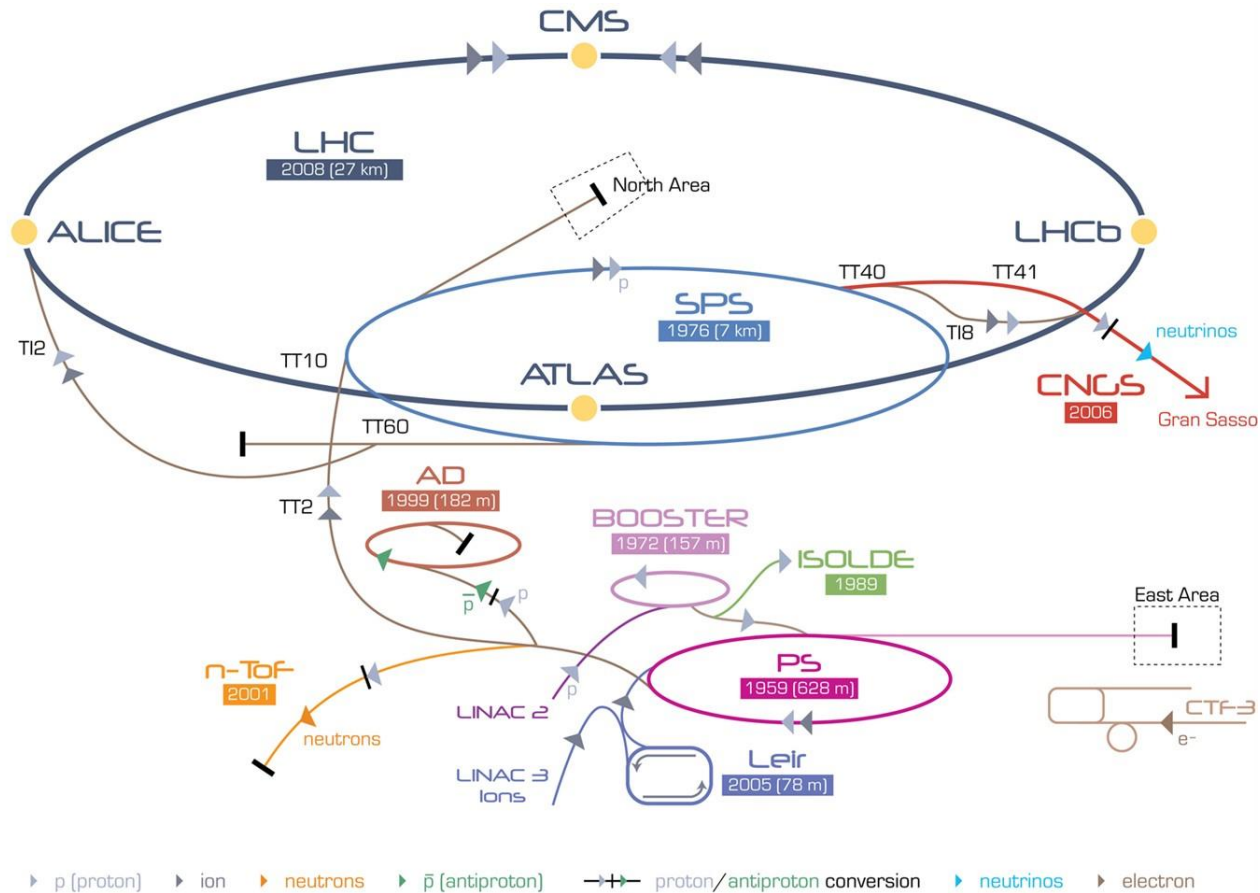 CMS
LHC
2008 (27 km)
North Area
ALICE
LHCb
TT40
TT41
SPS
1976 (7 km)
p
TI8
neutrinos
TI2
TT10
ATLAS
CNGS
2006
Gran Sasso
TT60
AD
1999 (182 m)
TT2
BOOSTER
1972 (157 m)
ISOLDE
1989
East Area
p̄
p
n-ToF
2001
neutrons
LINAC 2
p
PS
1959 (628 m)
CTF-3
e-
LINAC 3
Ions
Leir
2005 (78 m)
p (proton)
ion
neutrons
p̄ (antiproton)
proton/antiproton conversion
neutrinos
electron